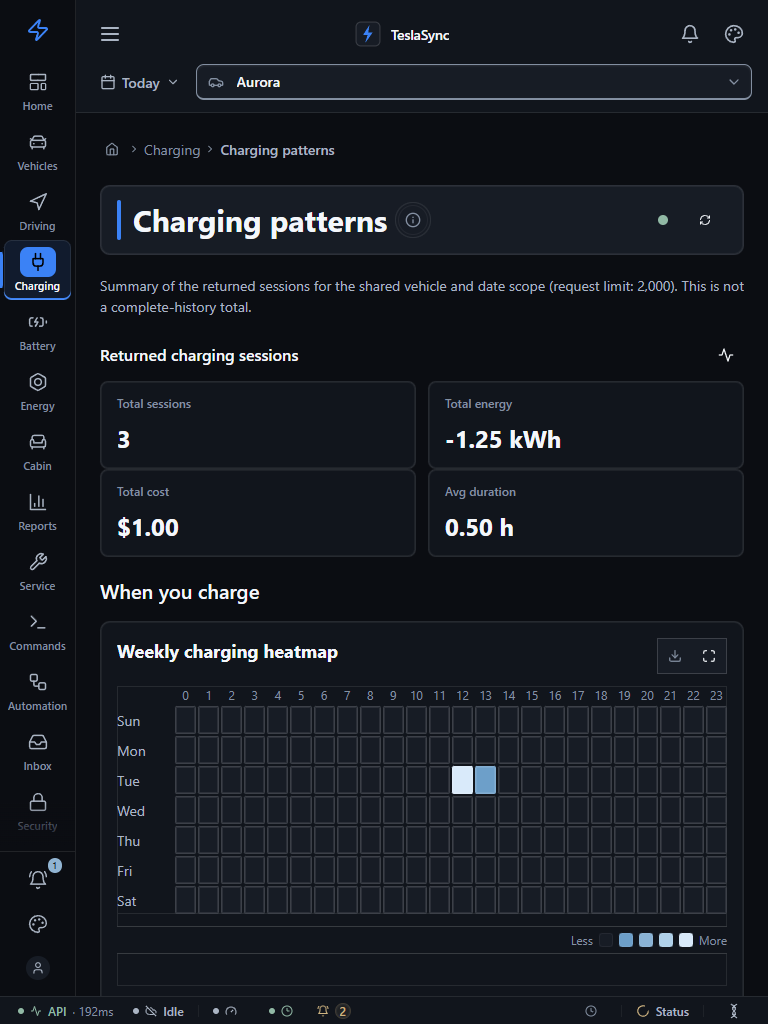 TeslaSync
Today
Aurora
Home
Vehicles
Driving
Charging
Battery
Energy
Cabin
Reports
Service
Commands
Automation
Inbox
Security
1
Charging
Charging patterns
Charging patterns
Summary of the returned sessions for the shared vehicle and date scope (request limit: 2,000). This is not
a complete-history total.
Returned charging sessions
Total sessions
3
Total energy
-1.25 kWh
Total cost
$1.00
Avg duration
0.50 h
When you charge
Weekly charging heatmap
0 1 2 3 4 5 6 7 8 9 10 11 12 13 14 15 16 17 18 19 20 21 22 23
Sun
Mon
Tue
Wed
Thu
Fri
Sat
Less
More
API · 192ms
Idle
2
Status